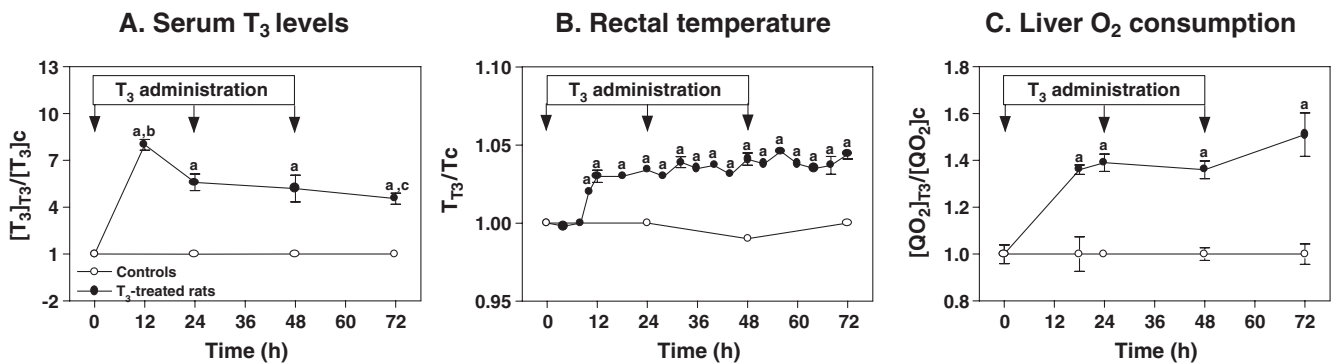 A. Serum T₃ levels
[T₃]T₃/[T₃]c
13
10
7
4
1
-2
T₃ administration
a,b
a
a
a,c
Controls
T₃-treated rats
0 12 24 36 48 60 72
Time (h)
B. Rectal temperature
TT₃/Tc
1.10
1.05
1.00
0.95
T₃ administration
a a a a a a a a a a a a a a a
0 12 24 36 48 60 72
Time (h)
C. Liver O₂ consumption
[QO₂]T₃/[QO₂]c
1.8
1.6
1.4
1.2
1.0
0.8
T₃ administration
a a a a
0 12 24 36 48 60 72
Time (h)